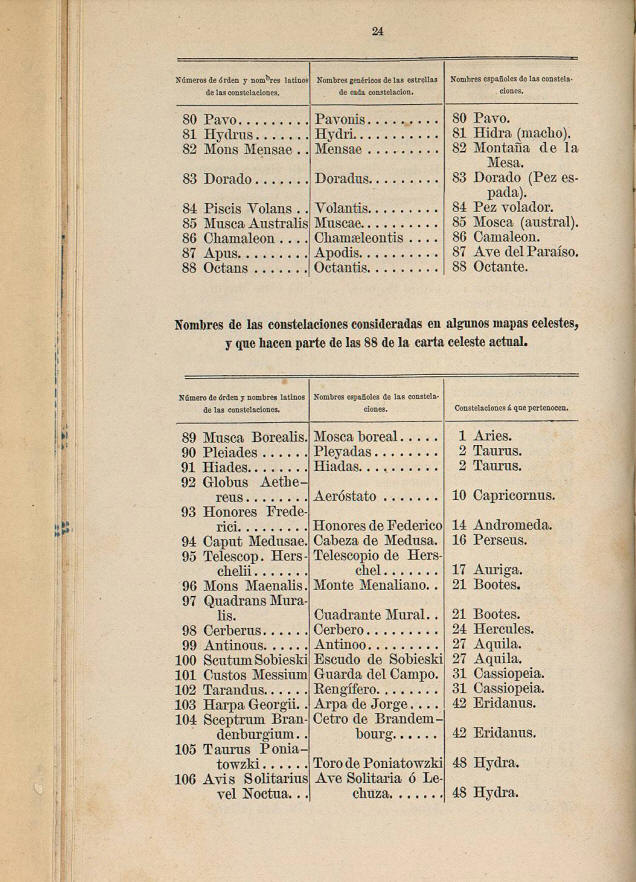 24
Números de órden y nombres latinos Nombres genéricos de las estrellas Nombres españoles de las constela-
de las constelaciones. de cada constelacion. ciones.
80 Pavo......... Pavonis......... 80 Pavo.
81 Hydrus....... Hydri........... 81 Hidra (macho).
82 Mons Mensae .. Mensae ......... 82 Montaña de la
Mesa.
83 Dorado....... Doradus......... 83 Dorado (Pez es-
pada).
84 Piscis Volans .. Volantis......... 84 Pez volador.
85 Musca Australis Muscae.......... 85 Mosca (austral).
86 Chamaleon .... Chamæleontis .... 86 Camaleon.
87 Apus......... Apodis.......... 87 Ave del Paraíso.
88 Octans ....... Octantis......... 88 Octante.
Nombres de las constelaciones consideradas en algunos mapas celestes,
y que hacen parte de las 88 de la carta celeste actual.
Número de órden y nombres latinos Nombres españoles de las constela-
de las constelaciones. ciones. Constelaciones á que pertenecen.
89 Musca Borealis. Mosca boreal..... 1 Aries.
90 Pleiades ...... Pleyadas........ 2 Taurus.
91 Hiades........ Hiadas.......... 2 Taurus.
92 Globus Aethe-
reus........ Aeróstato ....... 10 Capricornus.
93 Honores Frede-
rici......... Honores de Federico 14 Andromeda.
94 Caput Medusae. Cabeza de Medusa. 16 Perseus.
95 Telescop. Hers- Telescopio de Hers-
chelii....... chel....... 17 Auriga.
96 Mons Maenalis. Monte Menaliano.. 21 Bootes.
97 Quadrans Mura-
lis. Cuadrante Mural.. 21 Bootes.
98 Cerberus...... Cerbero......... 24 Hercules.
99 Antinous...... Antinoo......... 27 Aquila.
100 Scutum Sobieski Escudo de Sobieski 27 Aquila.
101 Custos Messium Guarda del Campo. 31 Cassiopeia.
102 Tarandus...... Rengífero........ 31 Cassiopeia.
103 Harpa Georgii.. Arpa de Jorge.... 42 Eridanus.
104 Sceptrum Bran- Cetro de Brandem-
denburgium.. bourg...... 42 Eridanus.
105 Taurus Ponia-
towzki...... Toro de Poniatowzki 48 Hydra.
106 Avis Solitarius Ave Solitaria ó Le-
vel Noctua... chuza....... 48 Hydra.